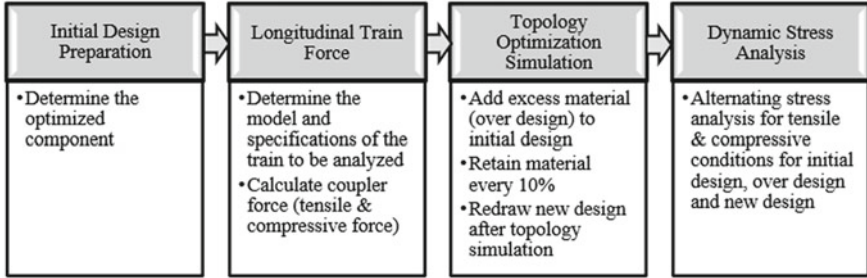 Initial Design
Preparation
•Determine the
optimized
component
Longitudinal Train
Force
•Determine the
model and
specifications of the
train to be analyzed
•Calculate coupler
force (tensile &
compressive force)
Topology
Optimization
Simulation
•Add excess material
(over design) to
initial design
•Retain material
every 10%
•Redraw new design
after topology
simulation
Dynamic Stress
Analysis
•Alternating stress
analysis for tensile
& compressive
conditions for initial
design, over design
and new design